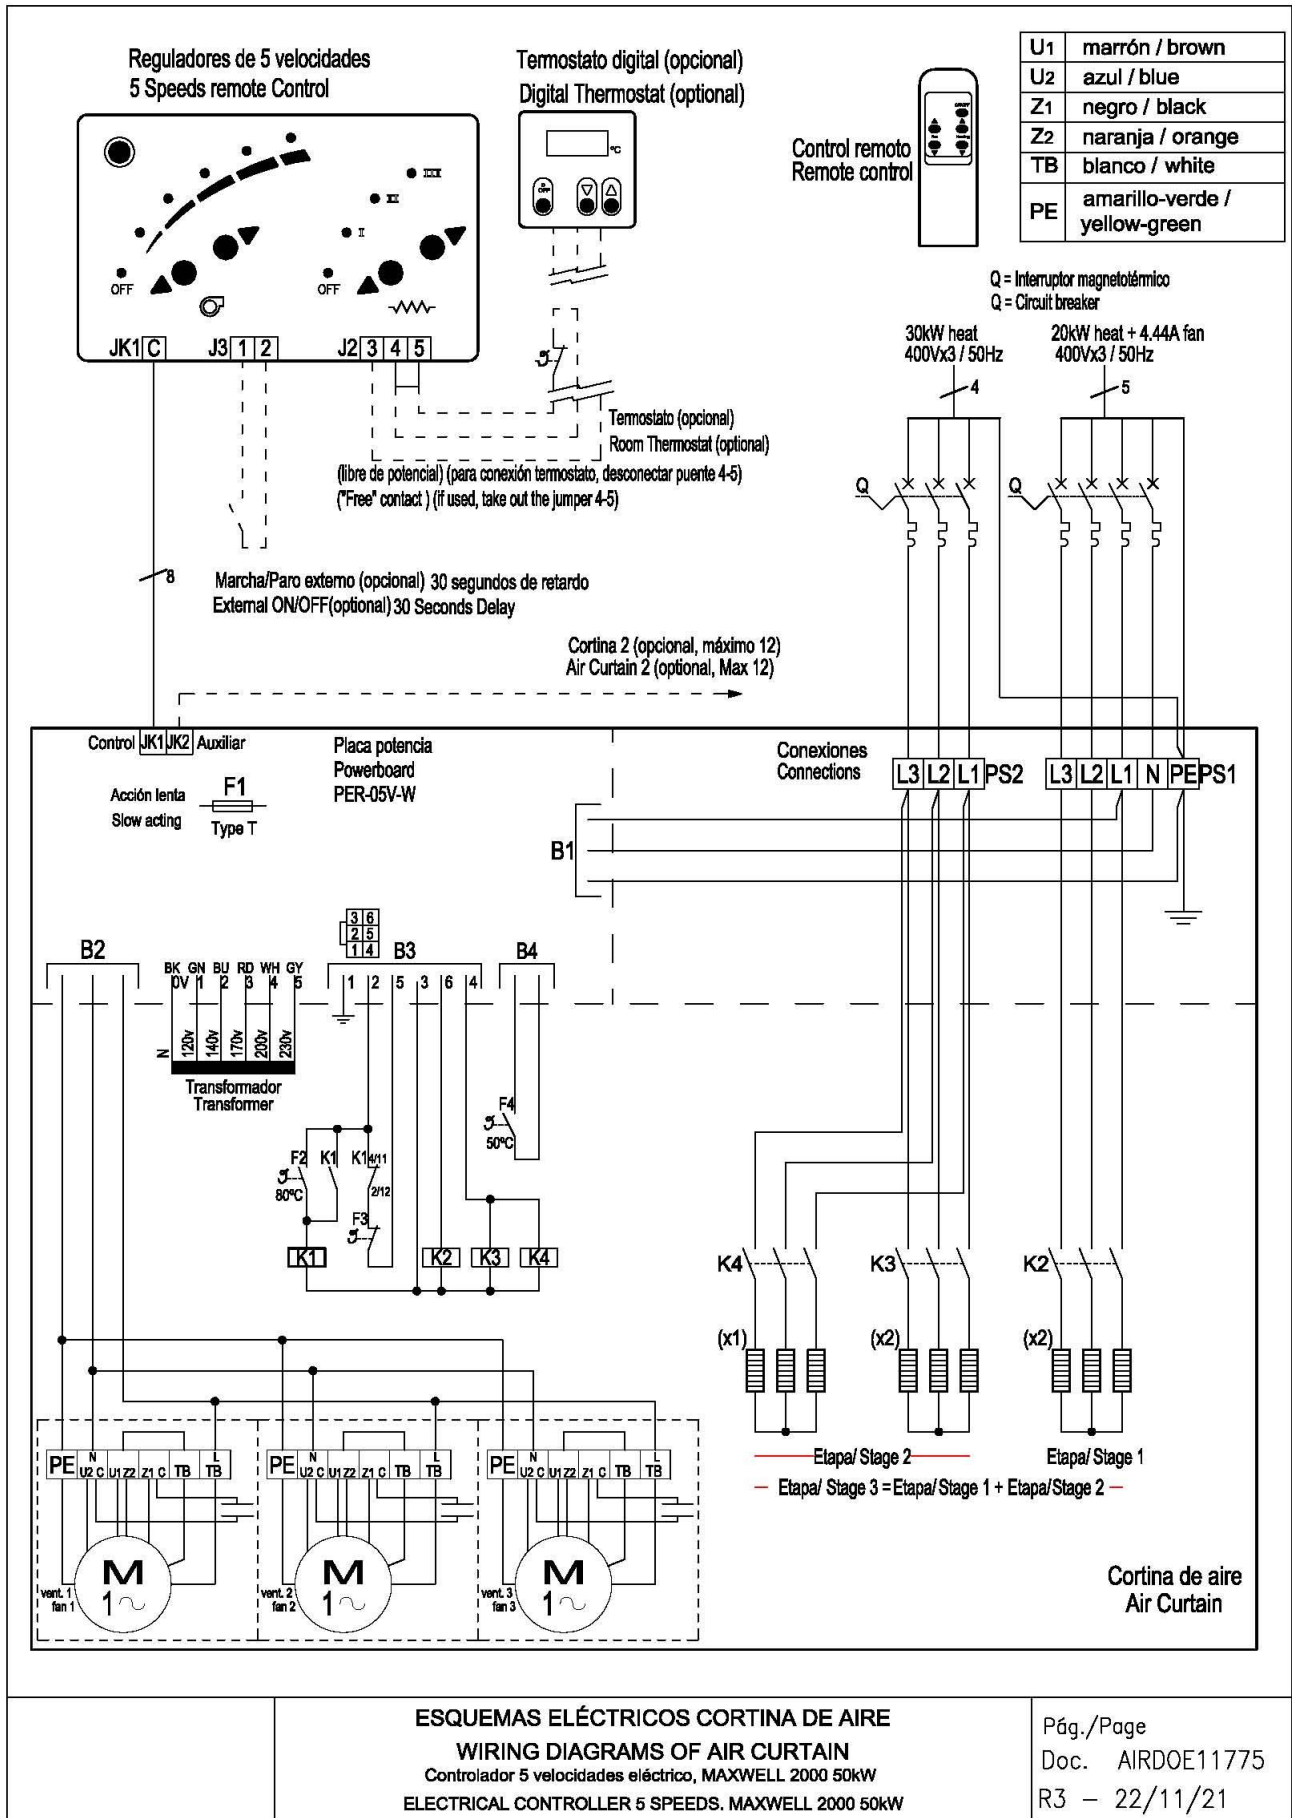 Reguladores de 5 velocidades
5 Speeds remote Control
OFF
I
II
III
OFF
JK1 C
J3 1 2
J2 3 4 5
Termostato digital (opcional)
Digital Thermostat (optional)
ºC
OFF
Control remoto
Remote control
U1 marrón / brown
U2 azul / blue
Z1 negro / black
Z2 naranja / orange
TB blanco / white
PE amarillo-verde /
yellow-green
Q = Interruptor magnetotérmico
Q = Circuit breaker
30kW heat
400Vx3 / 50Hz
4
20kW heat + 4.44A fan
400Vx3 / 50Hz
5
Q
Q
Termostato (opcional)
Room Thermostat (optional)
(libre de potencial) (para conexión termostato, desconectar puente 4-5)
("Free" contact ) (if used, take out the jumper 4-5)
8
Marcha/Paro externo (opcional) 30 segundos de retardo
External ON/OFF(optional) 30 Seconds Delay
Cortina 2 (opcional, máximo 12)
Air Curtain 2 (optional, Max 12)
Control JK1 JK2 Auxiliar
Acción lenta
Slow acting
F1
Type T
Placa potencia
Powerboard
PER-05V-W
Conexiones
Connections
L3 L2 L1 PS2
L3 L2 L1 N PE PS1
B1
B2
BK GN BU RD WH GY
0V 1 2 3 4 5
N 120v 140v 170v 200v 230v
Transformador
Transformer
3 6
2 5
1 4
B3
1 2 5 3 6 4
B4
F4
50ºC
F2
80ºC
K1
K1 4/11
2/12
F3
K1 K2 K3 K4
K4 K3 K2
(x1) (x2) (x2)
Etapa/ Stage 2
Etapa/ Stage 1
Etapa/ Stage 3 = Etapa/ Stage 1 + Etapa/Stage 2
PE N U2 C U1 Z2 Z1 C TB L TB
PE N U2 C U1 Z2 Z1 C TB L TB
PE N U2 C U1 Z2 Z1 C TB L TB
M
1~
vent. 1
fan 1
M
1~
vent. 2
fan 2
M
1~
vent. 3
fan 3
Cortina de aire
Air Curtain
ESQUEMAS ELÉCTRICOS CORTINA DE AIRE
WIRING DIAGRAMS OF AIR CURTAIN
Controlador 5 velocidades eléctrico, MAXWELL 2000 50kW
ELECTRICAL CONTROLLER 5 SPEEDS. MAXWELL 2000 50kW
Pág./Page
Doc. AIRDOE11775
R3 - 22/11/21